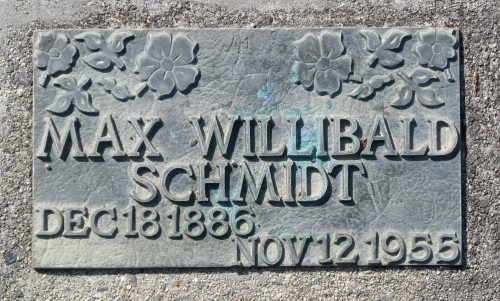 MAX WILLIBALD
SCHMIDT
DEC 18 1886
NOV 12 1955